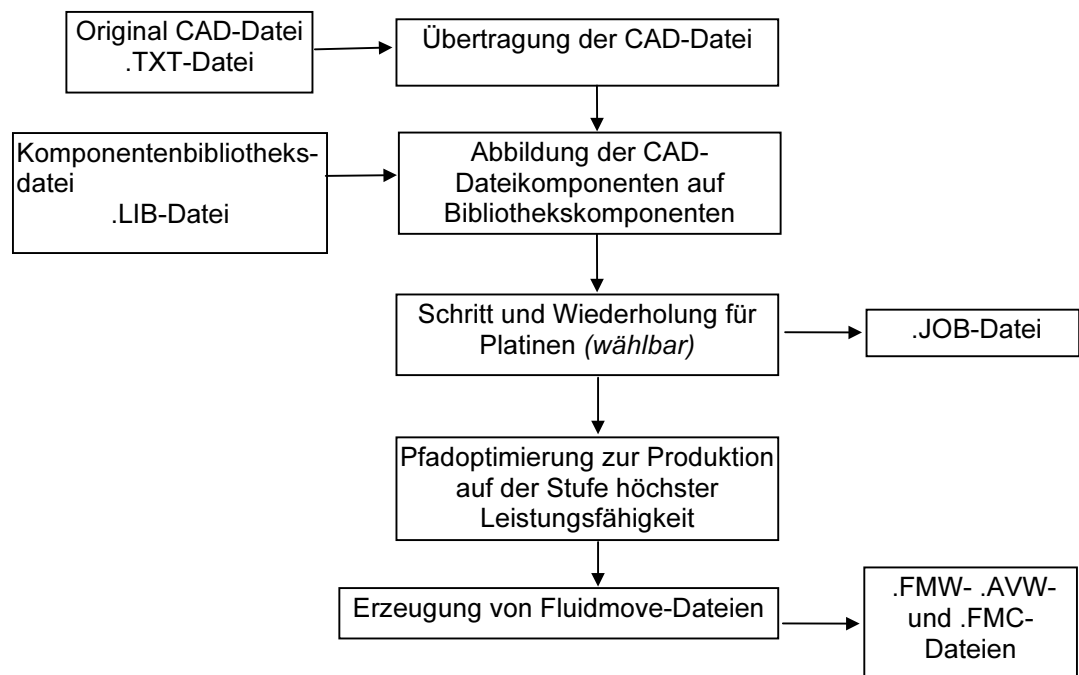 Original CAD-Datei
.TXT-Datei
Übertragung der CAD-Datei
Komponentenbibliotheks-
datei
.LIB-Datei
Abbildung der CAD-
Dateikomponenten auf
Bibliothekskomponenten
Schritt und Wiederholung für
Platinen (wählbar)
.JOB-Datei
Pfadoptimierung zur Produktion
auf der Stufe höchster
Leistungsfähigkeit
Erzeugung von Fluidmove-Dateien
.FMW- .AVW-
und .FMC-
Dateien